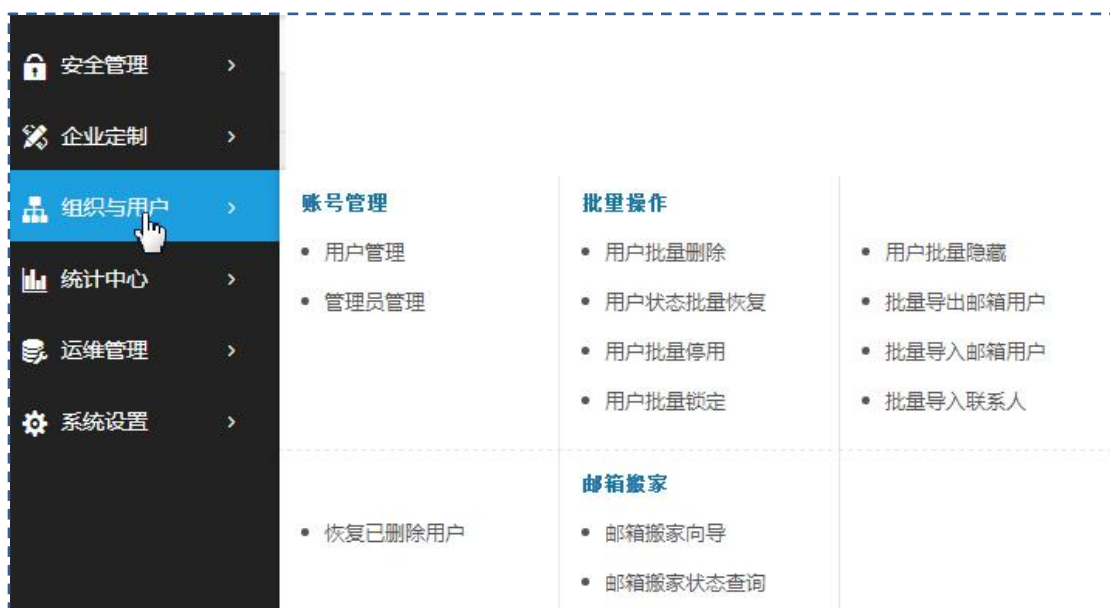 安全管理
企业定制
组织与用户
统计中心
运维管理
系统设置
账号管理
用户管理
管理员管理
批量操作
用户批量删除
用户状态批量恢复
用户批量停用
用户批量锁定
用户批量隐藏
批量导出邮箱用户
批量导入邮箱用户
批量导入联系人
恢复已删除用户
邮箱搬家
邮箱搬家向导
邮箱搬家状态查询